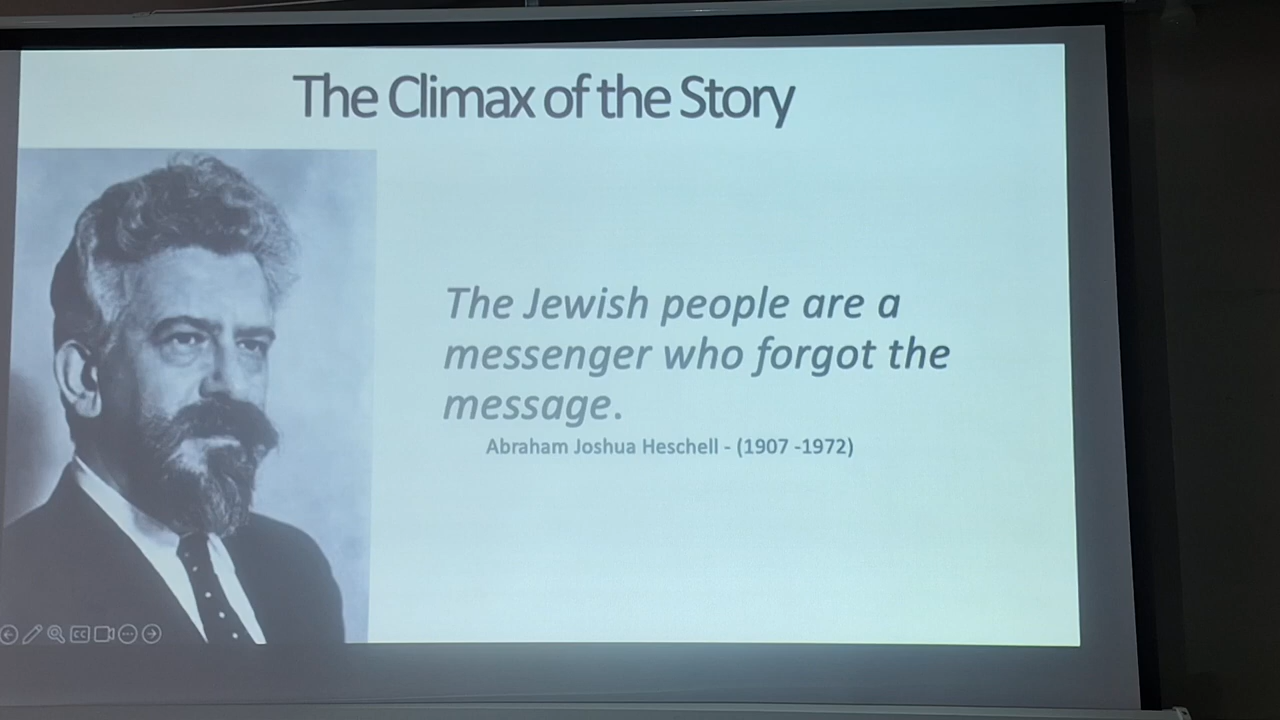 The Climax of the Story
The Jewish people are a
messenger who forgot the
message.
Abraham Joshua Heschell - (1907 -1972)
CC